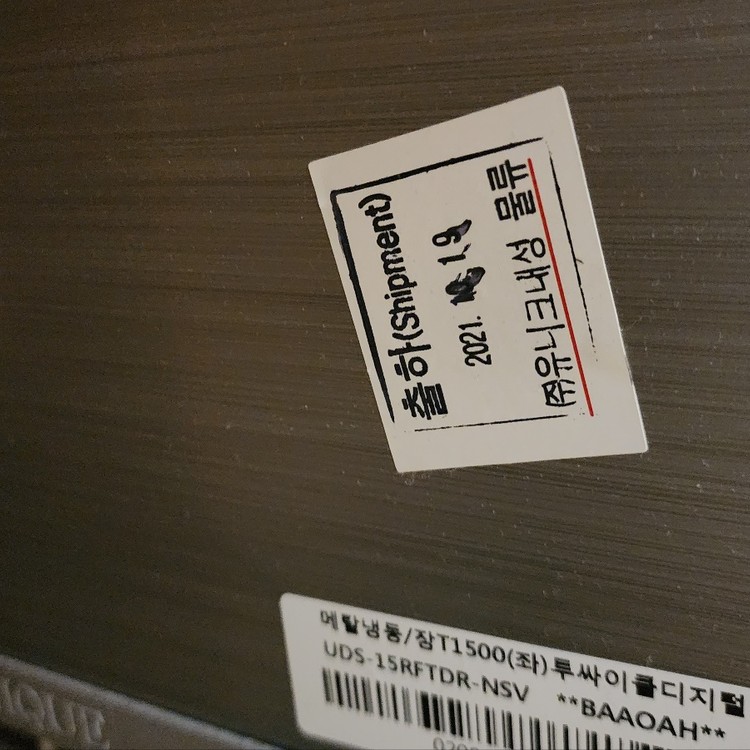 출하(Shipment)
2021. 1.9
㈜유니크대성 물류
메탈냉동/장T1500(좌)투싸이클디지털
UDS-15RFTDR-NSV **BAAOAH**